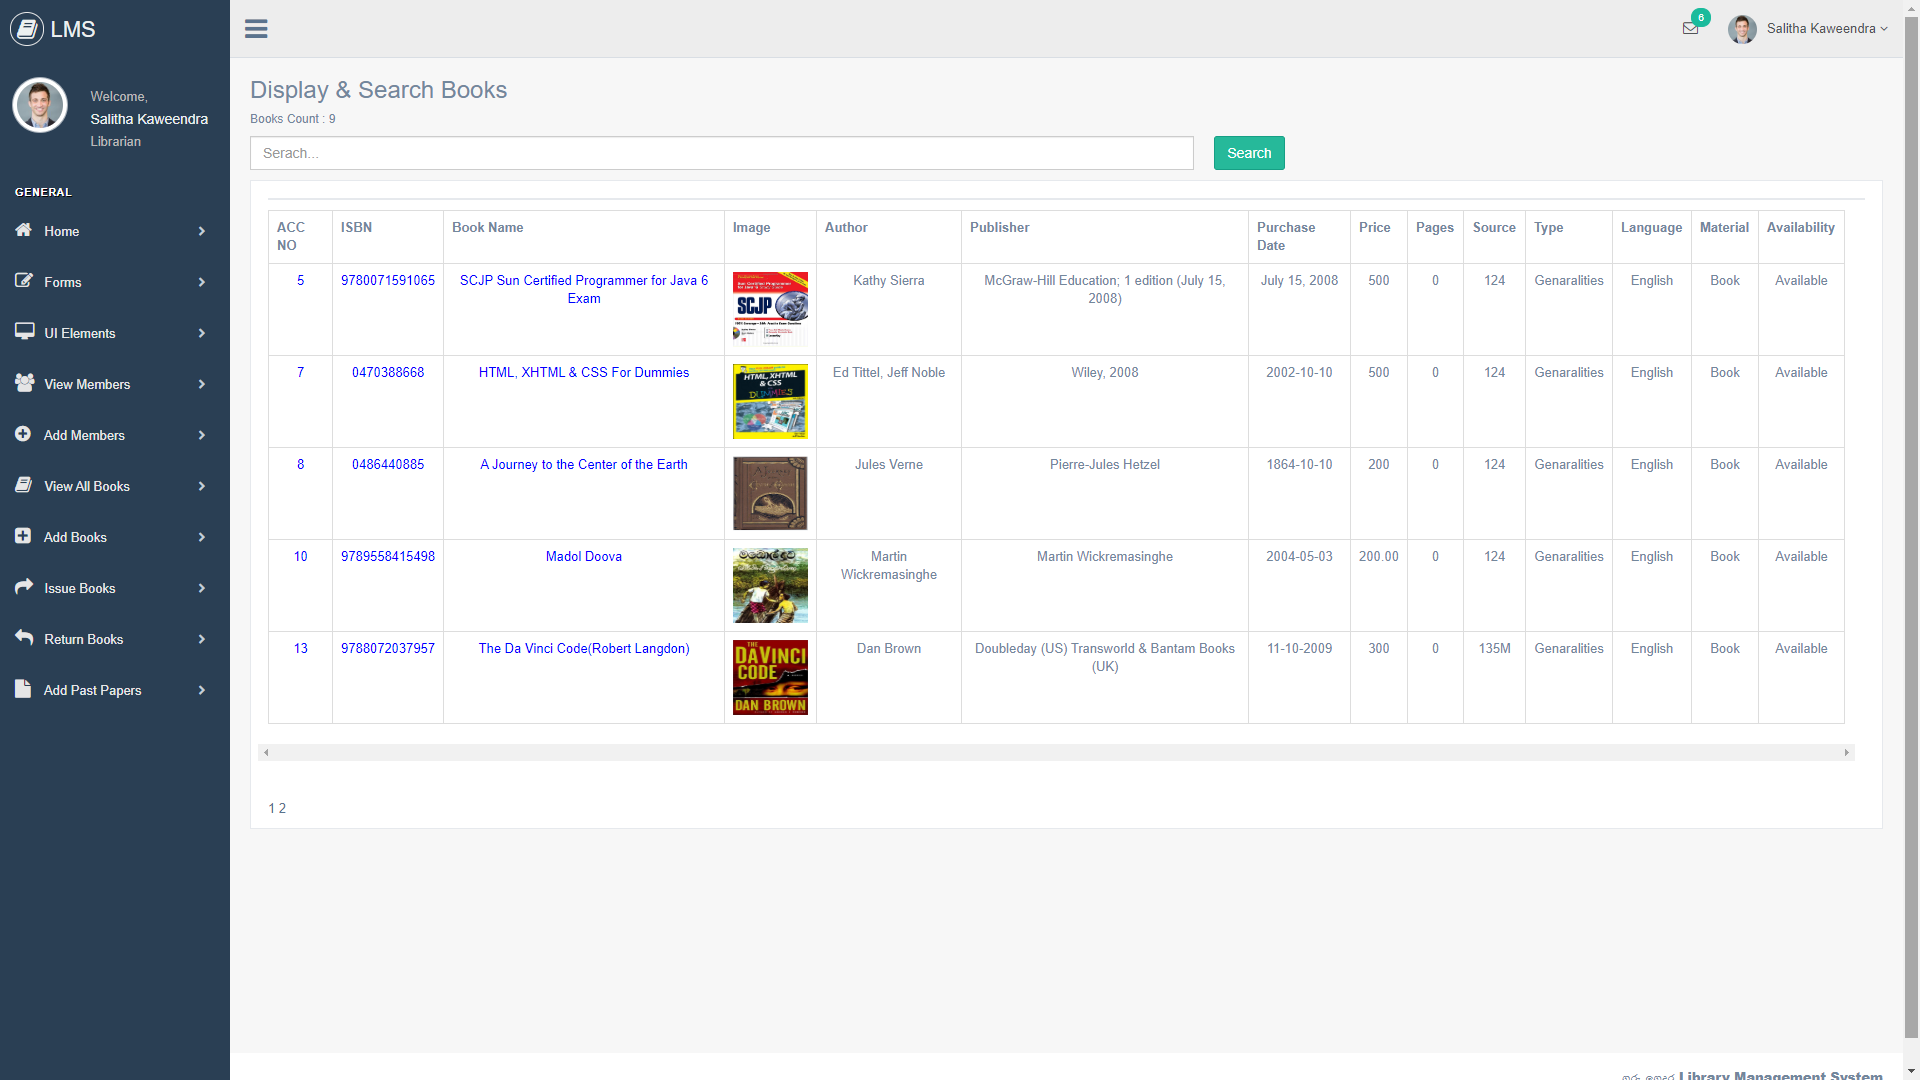 LMS
6
Salitha Kaweendra
Welcome,
Salitha Kaweendra
Librarian
GENERAL
Home
Forms
UI Elements
View Members
Add Members
View All Books
Add Books
Issue Books
Return Books
Add Past Papers
Display & Search Books
Books Count : 9
Serach...
Search
ACC NO ISBN Book Name Image Author Publisher Purchase Date Price Pages Source Type Language Material Availability
5 9780071591065 SCJP Sun Certified Programmer for Java 6 Exam SCJP Kathy Sierra McGraw-Hill Education; 1 edition (July 15, 2008) July 15, 2008 500 0 124 Genaralities English Book Available
7 0470388668 HTML, XHTML & CSS For Dummies HTML, XHTML & CSS DUMMIES Ed Tittel, Jeff Noble Wiley, 2008 2002-10-10 500 0 124 Genaralities English Book Available
8 0486440885 A Journey to the Center of the Earth Jules Verne Pierre-Jules Hetzel 1864-10-10 200 0 124 Genaralities English Book Available
10 9789558415498 Madol Doova Martin Wickremasinghe Martin Wickremasinghe 2004-05-03 200.00 0 124 Genaralities English Book Available
13 9788072037957 The Da Vinci Code(Robert Langdon) THE DA VINCI CODE DAN BROWN Dan Brown Doubleday (US) Transworld & Bantam Books (UK) 11-10-2009 300 0 135M Genaralities English Book Available
1 2
Library Management System